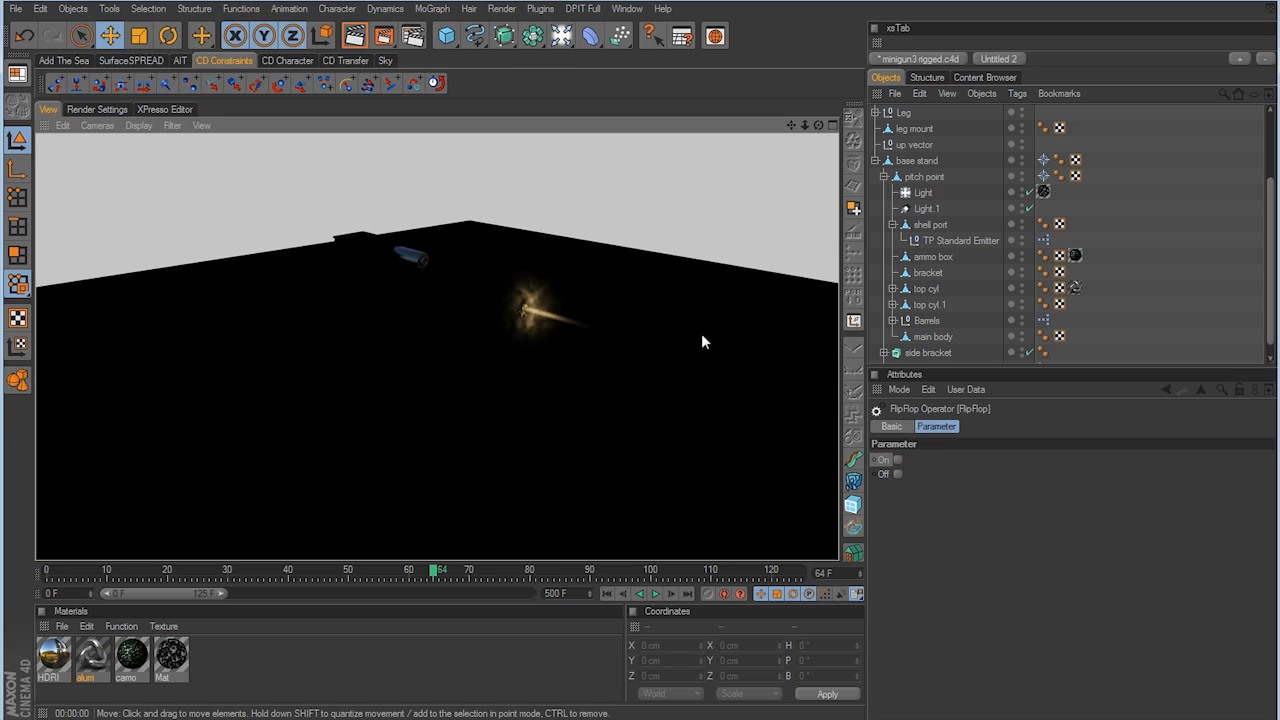 File Edit Objects Tools Selection Structure Functions Animation Character Dynamics MoGraph Hair Render Plugins DPIT Full Window Help
xsTab
* minigun3 rigged.c4d Untitled 2 + -
Add The Sea SurfaceSPREAD AIT CD Constraints CD Character CD Transfer Sky
Objects Structure Content Browser
File Edit View Objects Tags Bookmarks
View Render Settings XPresso Editor
Edit Cameras Display Filter View
Leg
leg mount
up vector
base stand
pitch point
Light
Light.1
shell port
TP Standard Emitter
ammo box
bracket
top cyl
top cyl.1
Barrels
main body
side bracket
Attributes
Mode Edit User Data
FlipFlop Operator [FlipFlop]
Basic Parameter
Parameter
On
Off
0 10 20 30 40 50 60 64 70 80 90 100 110 120 64 F
0 F 0 F 125 F 500 F
Materials
File Edit Function Texture
HDRI alum camo Mat
Coordinates
-- -- --
X 0 cm X 0 cm H 0 °
Y 0 cm Y 0 cm P 0 °
Z 0 cm Z 0 cm B 0 °
World Scale Apply
MAXON CINEMA 4D
00:00:00 Move: Click and drag to move elements. Hold down SHIFT to quantize movement / add to the selection in point mode, CTRL to remove.